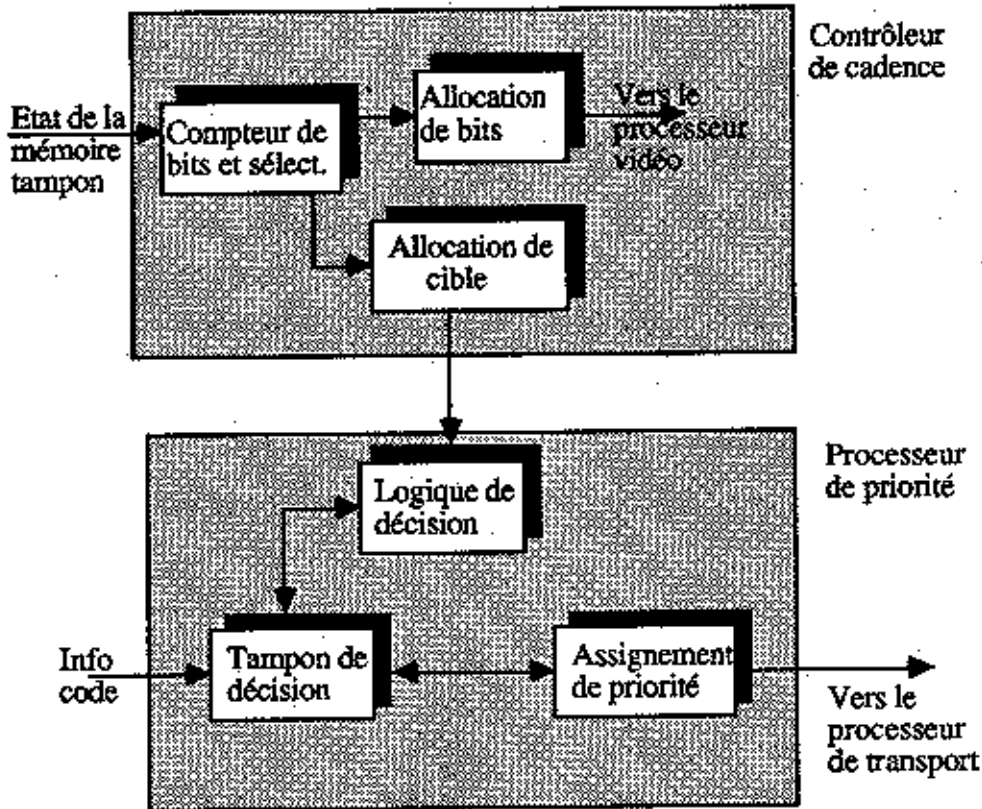 Contrôleur
de cadence
Etat de la
mémoire
tampon
Compteur de
bits et sélect.
Allocation
de bits
Vers le
processeur
vidéo
Allocation de
cible
Processeur
de priorité
Logique de
décision
Info
code
Tampon de
décision
Assignement
de priorité
Vers le
processeur
de transport